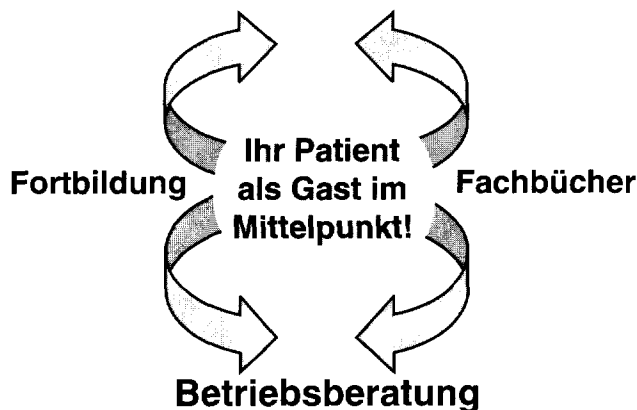 Ihr Patient
als Gast im
Mittelpunkt!
Fortbildung
Fachbücher
Betriebsberatung